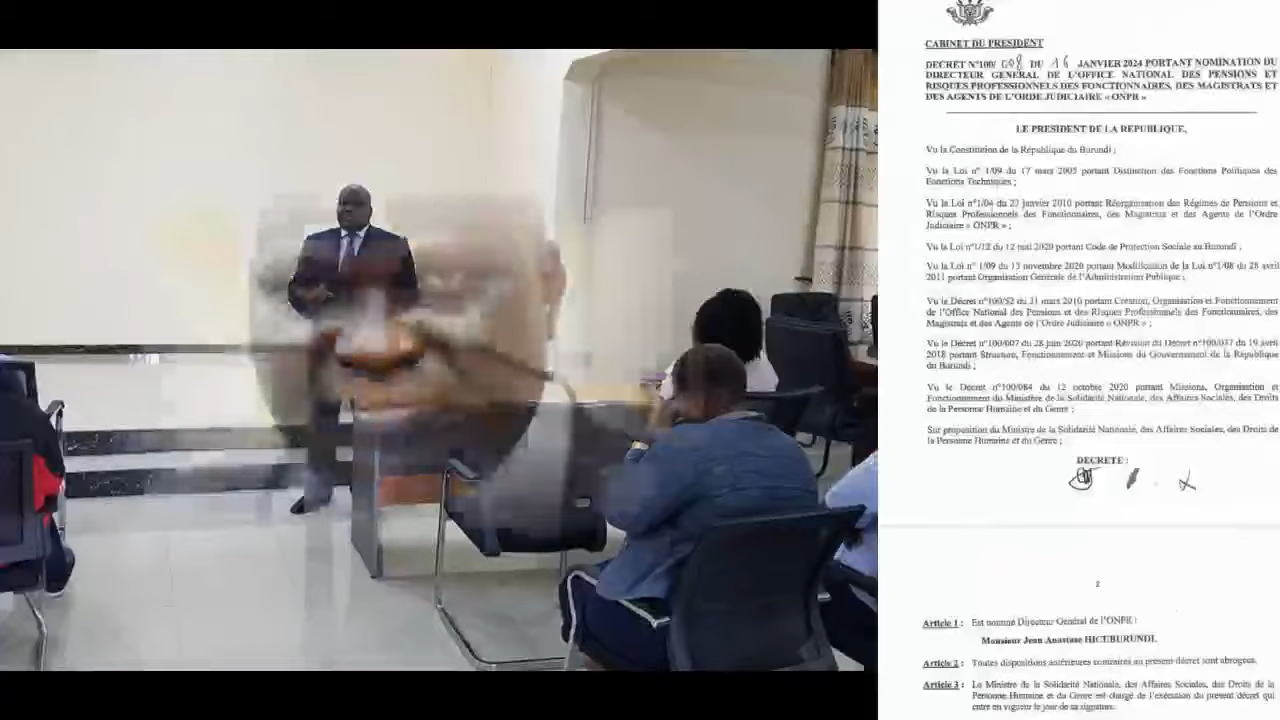 CABINET DU PRESIDENT
DECRET N°100/ 008 DU 16 JANVIER 2024 PORTANT NOMINATION DU
DIRECTEUR GENERAL DE L'OFFICE NATIONAL DES PENSIONS ET
RISQUES PROFESSIONNELS DES FONCTIONNAIRES, DES MAGISTRATS ET
DES AGENTS DE L'ORDE JUDICIAIRE « ONPR »
LE PRESIDENT DE LA REPUBLIQUE,
Vu la Constitution de la République du Burundi ;
Vu la Loi n° 1/09 du 17 mars 2005 portant Distinction des Fonctions Politiques des
Fonctions Techniques ;
Vu la Loi n°1/04 du 20 janvier 2010 portant Réorganisation des Régimes de Pensions et
Risques Professionnels des Fonctionnaires, des Magistrats et des Agents de l'Ordre
Judiciaire « ONPR » ;
Vu la Loi n°1/12 du 12 mai 2020 portant Code de Protection Sociale au Burundi ;
Vu la Loi n° 1/09 du 13 novembre 2020 portant Modification de la Loi n°1/08 du 28 avril
2011 portant Organisation Générale de l'Administration Publique ;
Vu le Décret n°100/52 du 31 mars 2010 portant Création, Organisation et Fonctionnement
de l'Office National des Pensions et des Risques Professionnels des Fonctionnaires, des
Magistrats et des Agents de l'Ordre Judiciaire « ONPR » ;
Vu le Décret n°100/007 du 28 juin 2020 portant Révision du Décret n°100/037 du 19 avril
2018 portant Structure, Fonctionnement et Missions du Gouvernement de la République
du Burundi ;
Vu le Décret n°100/084 du 12 octobre 2020 portant Missions, Organisation et
Fonctionnement du Ministère de la Solidarité Nationale, des Affaires Sociales, des Droits
de la Personne Humaine et du Genre ;
Sur proposition du Ministre de la Solidarité Nationale, des Affaires Sociales, des Droits de
la Personne Humaine et du Genre ;
DECRETE :
2
Article 1 : Est nommé Directeur Général de l'ONPR :
Monsieur Jean Anastase HICEBURUNDI.
Article 2 : Toutes dispositions antérieures contraires au présent décret sont abrogées.
Article 3 : Le Ministre de la Solidarité Nationale, des Affaires Sociales, des Droits de la
Personne Humaine et du Genre est chargé de l'exécution du présent décret qui
entre en vigueur le jour de sa signature.